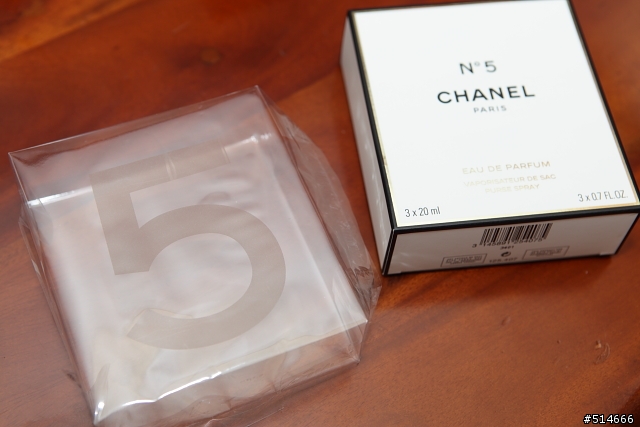 5
N°5
CHANEL
PARIS
EAU DE PARFUM
VAPORISATEUR DE SAC
PURSE SPRAY
3 x 20 ml
3 x 0.7 FL.OZ.
#514666